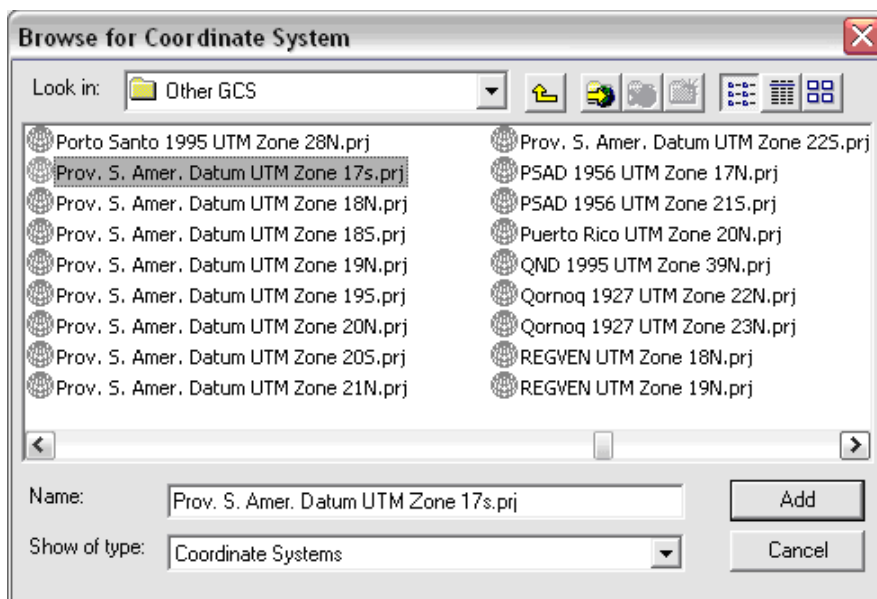 Browse for Coordinate System
Look in: Other GCS
Porto Santo 1995 UTM Zone 28N.prj
Prov. S. Amer. Datum UTM Zone 17s.prj
Prov. S. Amer. Datum UTM Zone 18N.prj
Prov. S. Amer. Datum UTM Zone 18S.prj
Prov. S. Amer. Datum UTM Zone 19N.prj
Prov. S. Amer. Datum UTM Zone 19S.prj
Prov. S. Amer. Datum UTM Zone 20N.prj
Prov. S. Amer. Datum UTM Zone 20S.prj
Prov. S. Amer. Datum UTM Zone 21N.prj
Prov. S. Amer. Datum UTM Zone 22S.prj
PSAD 1956 UTM Zone 17N.prj
PSAD 1956 UTM Zone 21S.prj
Puerto Rico UTM Zone 20N.prj
QND 1995 UTM Zone 39N.prj
Qornoq 1927 UTM Zone 22N.prj
Qornoq 1927 UTM Zone 23N.prj
REGVEN UTM Zone 18N.prj
REGVEN UTM Zone 19N.prj
Name: Prov. S. Amer. Datum UTM Zone 17s.prj
Add
Show of type: Coordinate Systems
Cancel